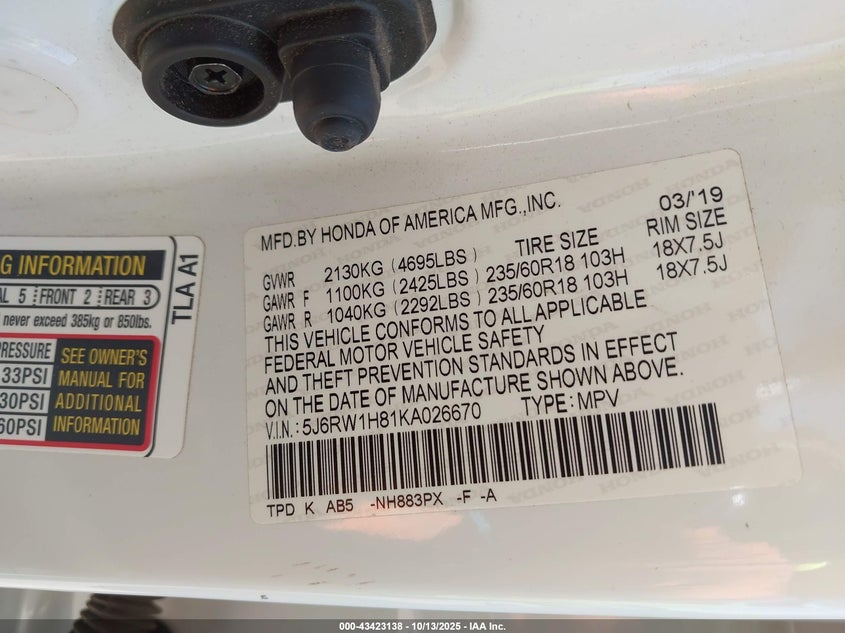 MFD.BY HONDA OF AMERICA MFG.,INC. 03/'19
TIRE SIZE RIM SIZE
GVWR 2130KG (4695LBS)
GAWR F 1100KG (2425LBS) 235/60R18 103H 18X7.5J
GAWR R 1040KG (2292LBS) 235/60R18 103H 18X7.5J
THIS VEHICLE CONFORMS TO ALL APPLICABLE
FEDERAL MOTOR VEHICLE SAFETY
AND THEFT PREVENTION STANDARDS IN EFFECT
ON THE DATE OF MANUFACTURE SHOWN ABOVE.
V.I.N.: 5J6RW1H81KA026670 TYPE: MPV
TPD K AB5 -NH883PX -F -A
G INFORMATION
AL 5 FRONT 2 REAR 3
never exceed 385kg or 850lbs.
PRESSURE
33PSI
30PSI
60PSI
SEE OWNER'S
MANUAL FOR
ADDITIONAL
INFORMATION
TLA A1
000-43423138 - 10/13/2025 - IAA Inc.